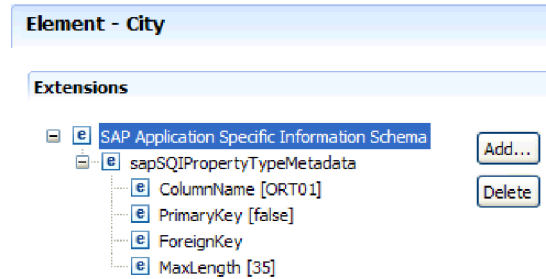 Element - City
Extensions
SAP Application Specific Information Schema
Add...
sapSQIPropertyTypeMetadata
ColumnName [ORT01]
Delete
PrimaryKey [false]
ForeignKey
MaxLength [35]